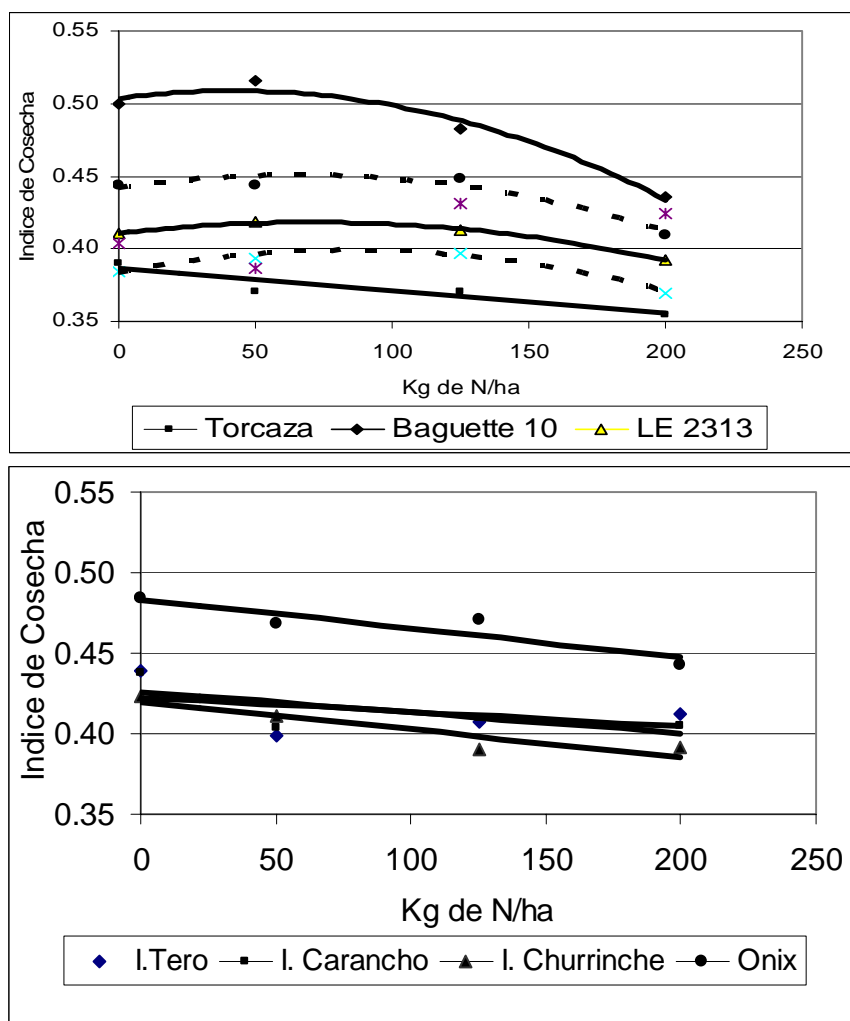 0.55
0.50
0.45
0.40
0.35
Indice de Cosecha
0 50 100 150 200 250
Kg de N/ha
Torcaza Baguette 10 LE 2313
0.55
0.50
0.45
0.40
0.35
Indice de Cosecha
0 50 100 150 200 250
Kg de N/ha
I.Tero I. Carancho I. Churrinche Onix